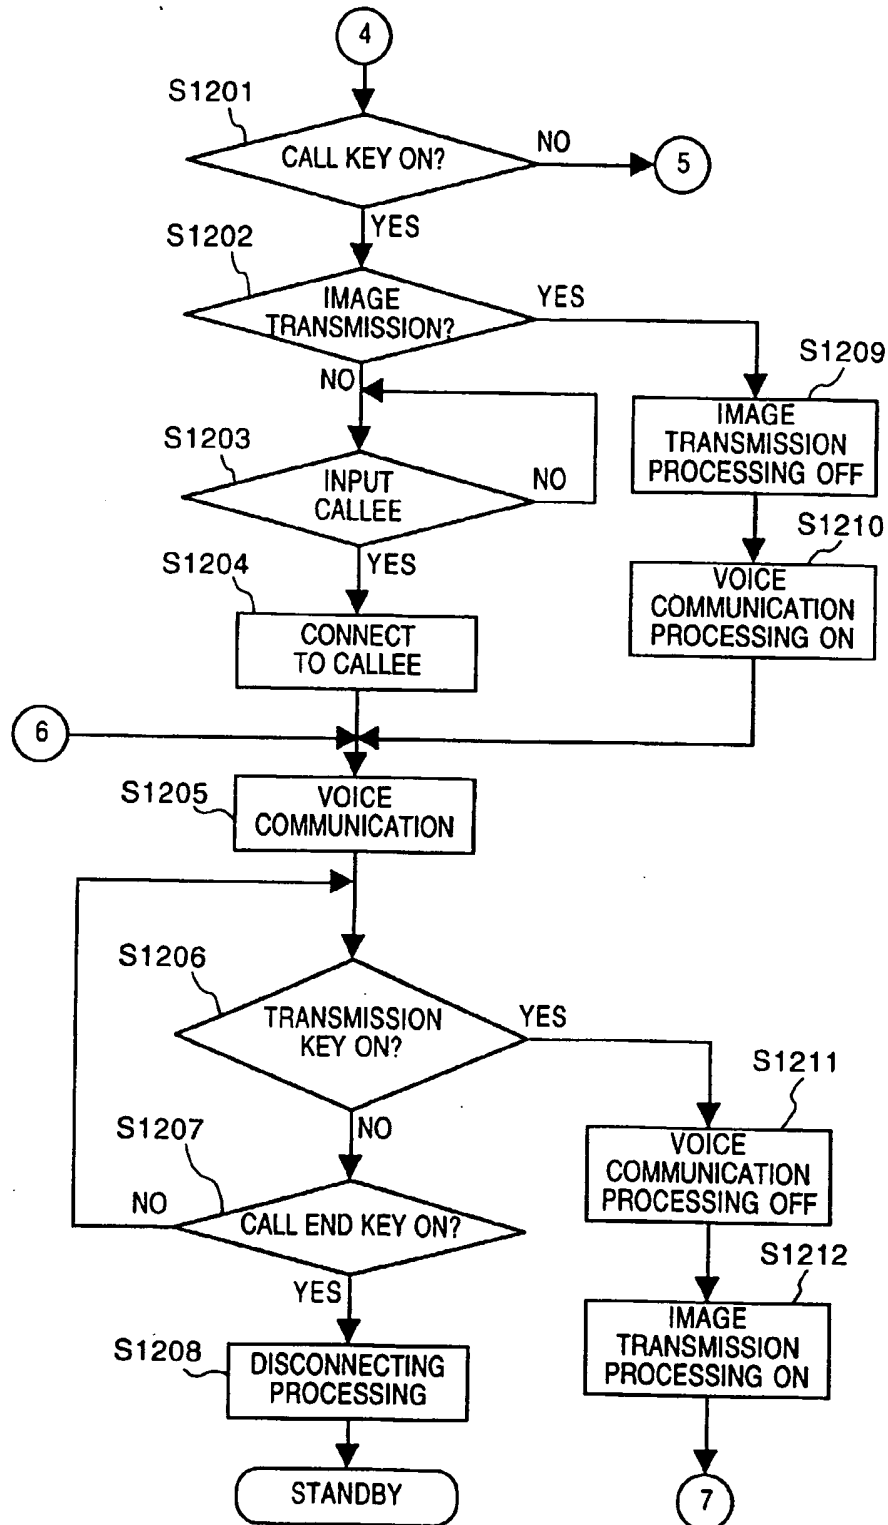 4
S1201
CALL KEY ON?
NO
5
YES
S1202
IMAGE
TRANSMISSION?
YES
NO
S1209
IMAGE
TRANSMISSION
PROCESSING OFF
S1203
INPUT
CALLEE
NO
YES
S1210
VOICE
COMMUNICATION
PROCESSING ON
S1204
CONNECT
TO CALLEE
6
S1205
VOICE
COMMUNICATION
S1206
TRANSMISSION
KEY ON?
YES
NO
S1211
VOICE
COMMUNICATION
PROCESSING OFF
S1207
CALL END KEY ON?
NO
YES
S1212
IMAGE
TRANSMISSION
PROCESSING ON
S1208
DISCONNECTING
PROCESSING
STANDBY
7